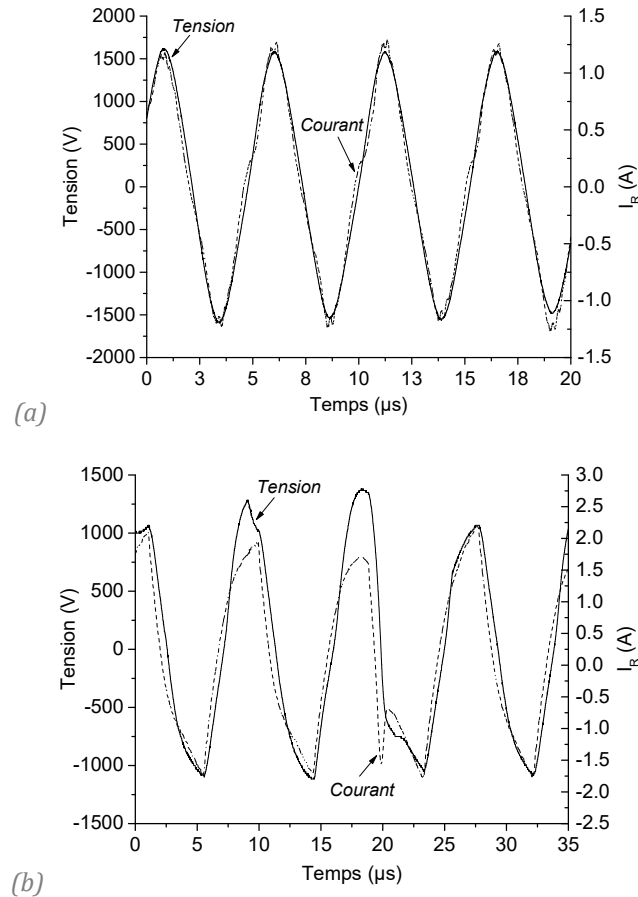 2000
1500
1000
500
0
-500
-1000
-1500
-2000
Tension (V)
Tension
Courant
1.5
1.0
0.5
0.0
-0.5
-1.0
-1.5
I_R (A)
0 3 5 8 10 13 15 18 20
Temps (µs)
(a)
1500
1000
500
0
-500
-1000
-1500
Tension (V)
Tension
Courant
3.0
2.5
2.0
1.5
1.0
0.5
0.0
-0.5
-1.0
-1.5
-2.0
-2.5
I_R (A)
0 5 10 15 20 25 30 35
Temps (µs)
(b)